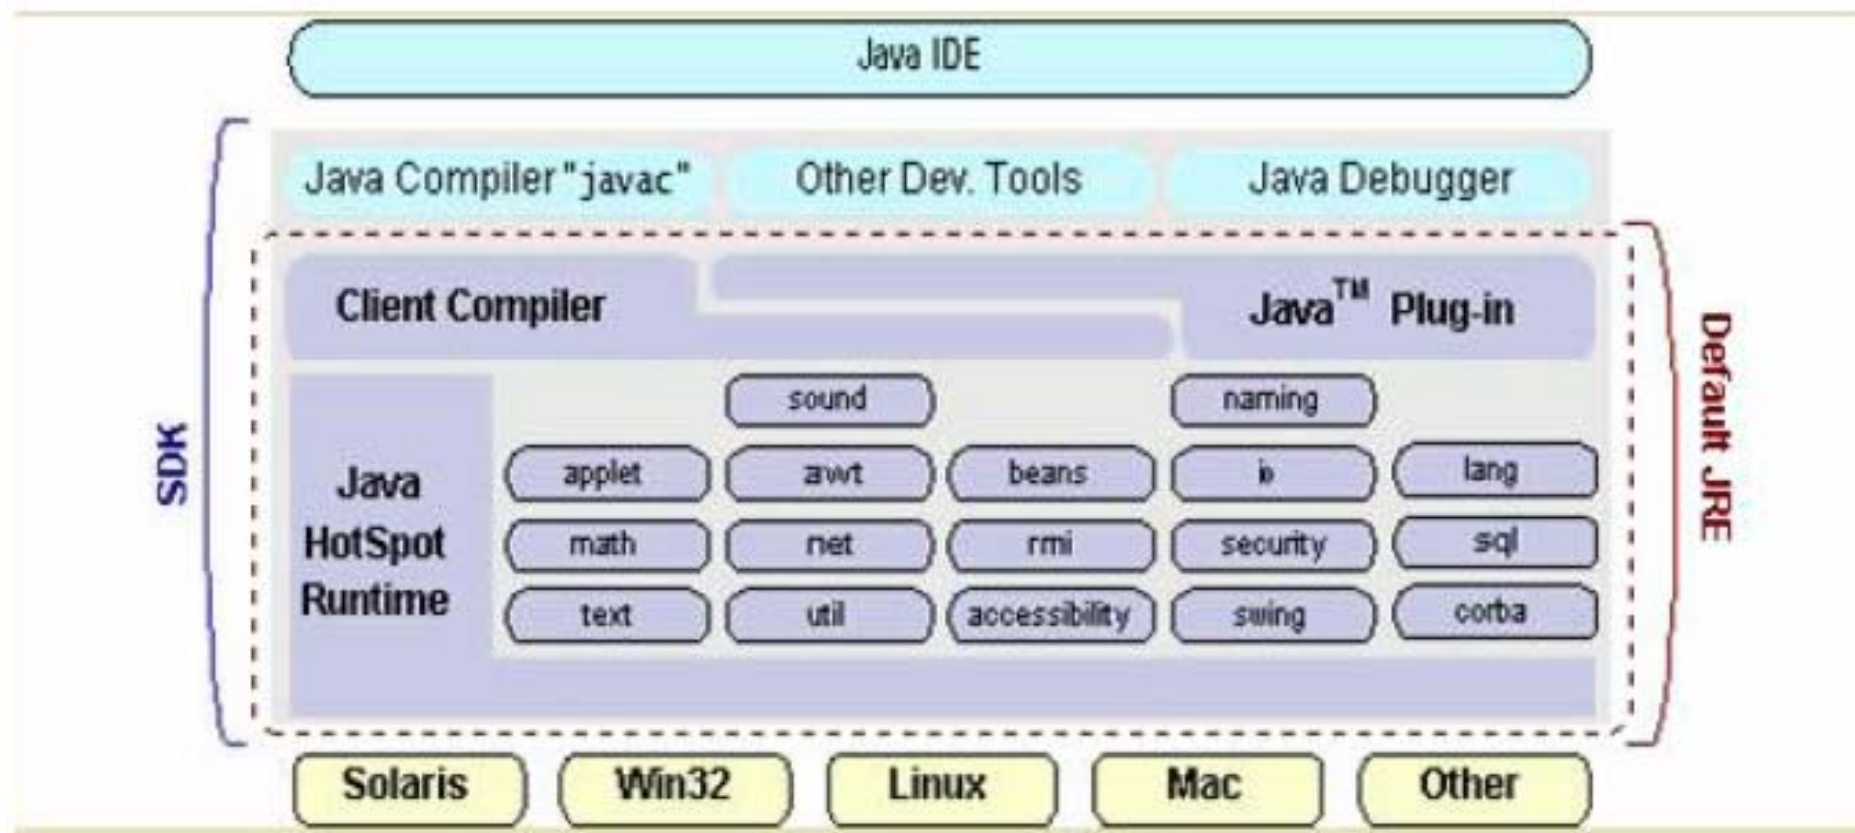 Java IDE
Java Compiler "javac"
Other Dev. Tools
Java Debugger
Client Compiler
Java™ Plug-in
SDK
Default JRE
Java
HotSpot
Runtime
sound
naming
applet
awt
beans
io
lang
math
net
rmi
security
sql
text
util
accessibility
swing
corba
Solaris
Win32
Linux
Mac
Other